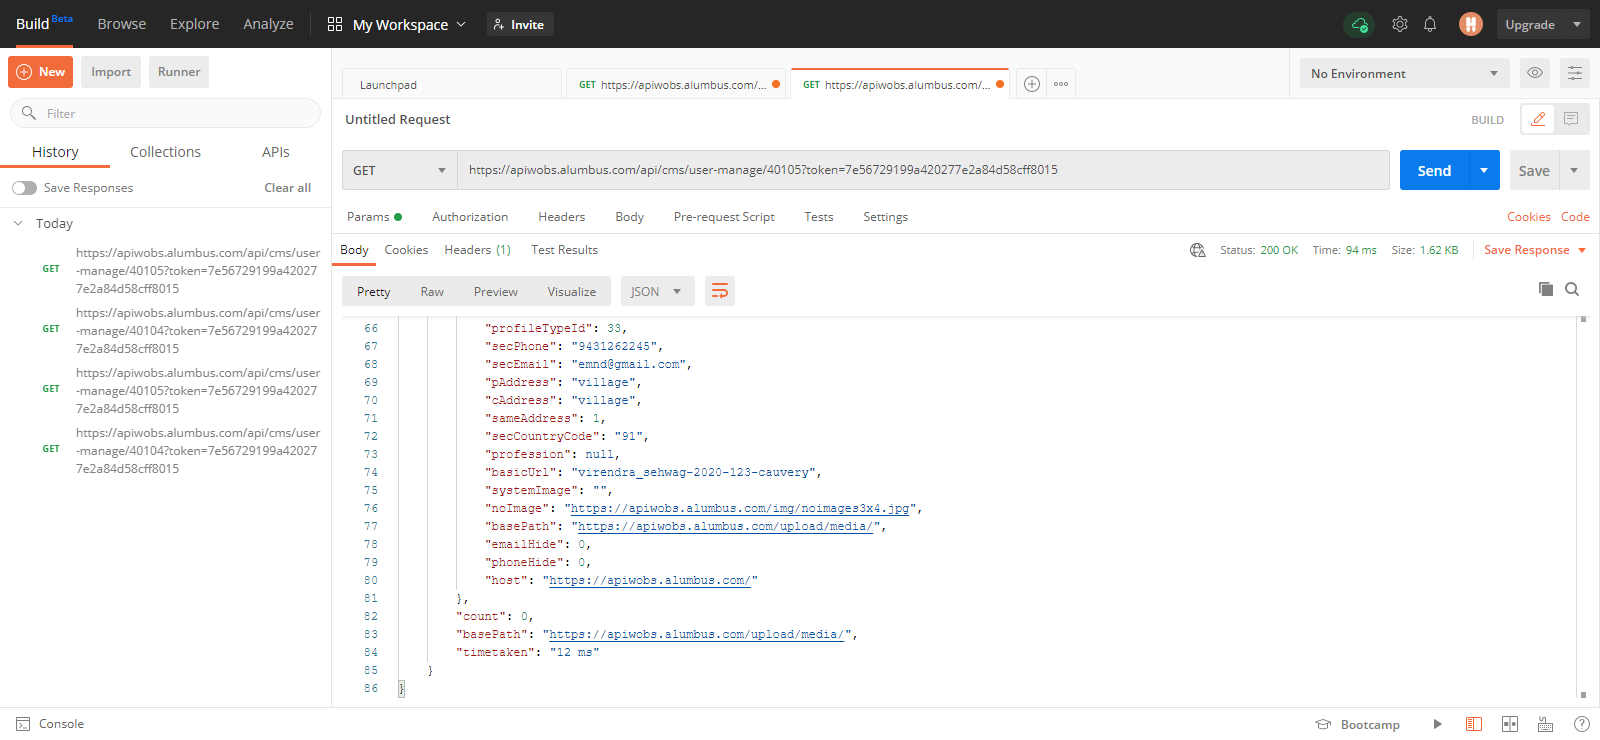 Build Beta Browse Explore Analyze My Workspace Invite Upgrade
New Import Runner
Filter
History Collections APIs
Save Responses Clear all
Today
GET https://apiwobs.alumbus.com/api/cms/user
-manage/40105?token=7e56729199a42027
7e2a84d58cff8015
GET https://apiwobs.alumbus.com/api/cms/user
-manage/40104?token=7e56729199a42027
7e2a84d58cff8015
GET https://apiwobs.alumbus.com/api/cms/user
-manage/40105?token=7e56729199a42027
7e2a84d58cff8015
GET https://apiwobs.alumbus.com/api/cms/user
-manage/40104?token=7e56729199a42027
7e2a84d58cff8015
Launchpad GET https://apiwobs.alumbus.com/... GET https://apiwobs.alumbus.com/... No Environment
Untitled Request BUILD
GET https://apiwobs.alumbus.com/api/cms/user-manage/40105?token=7e56729199a420277e2a84d58cff8015 Send Save
Params Authorization Headers Body Pre-request Script Tests Settings Cookies Code
Body Cookies Headers (1) Test Results Status: 200 OK Time: 94 ms Size: 1.62 KB Save Response
Pretty Raw Preview Visualize JSON
66 "profileTypeId": 33,
67 "secPhone": "9431262245",
68 "secEmail": "emnd@gmail.com",
69 "pAddress": "village",
70 "cAddress": "village",
71 "sameAddress": 1,
72 "secCountryCode": "91",
73 "profession": null,
74 "basicUrl": "virendra_sehwag-2020-123-cauvery",
75 "systemImage": "",
76 "noImage": "https://apiwobs.alumbus.com/img/noimages3x4.jpg",
77 "basePath": "https://apiwobs.alumbus.com/upload/media/",
78 "emailHide": 0,
79 "phoneHide": 0,
80 "host": "https://apiwobs.alumbus.com/"
81 },
82 "count": 0,
83 "basePath": "https://apiwobs.alumbus.com/upload/media/",
84 "timetaken": "12 ms"
85 }
86 }
Console Bootcamp